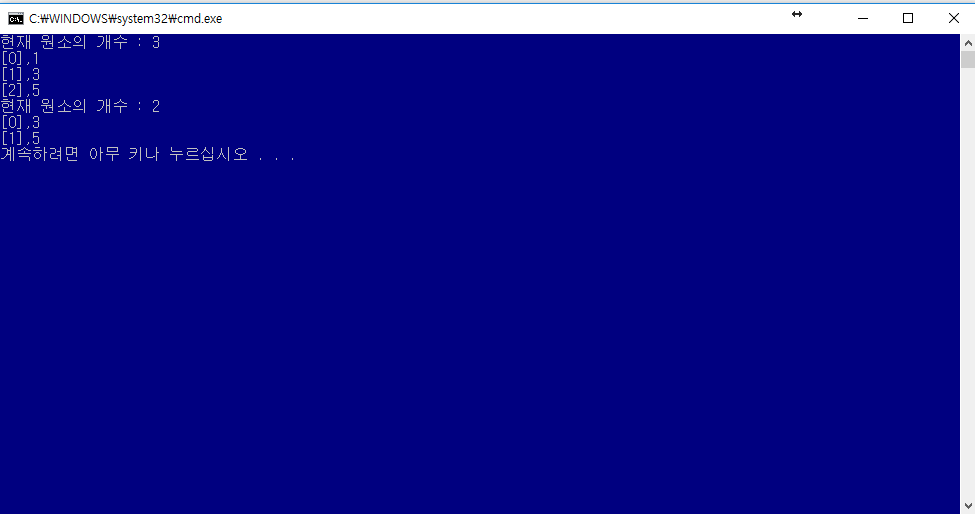 C:₩WINDOWS₩system32₩cmd.exe
현재 원소의 개수 : 3
[0],1
[1],3
[2],5
현재 원소의 개수 : 2
[0],3
[1],5
계속하려면 아무 키나 누르십시오 . . .